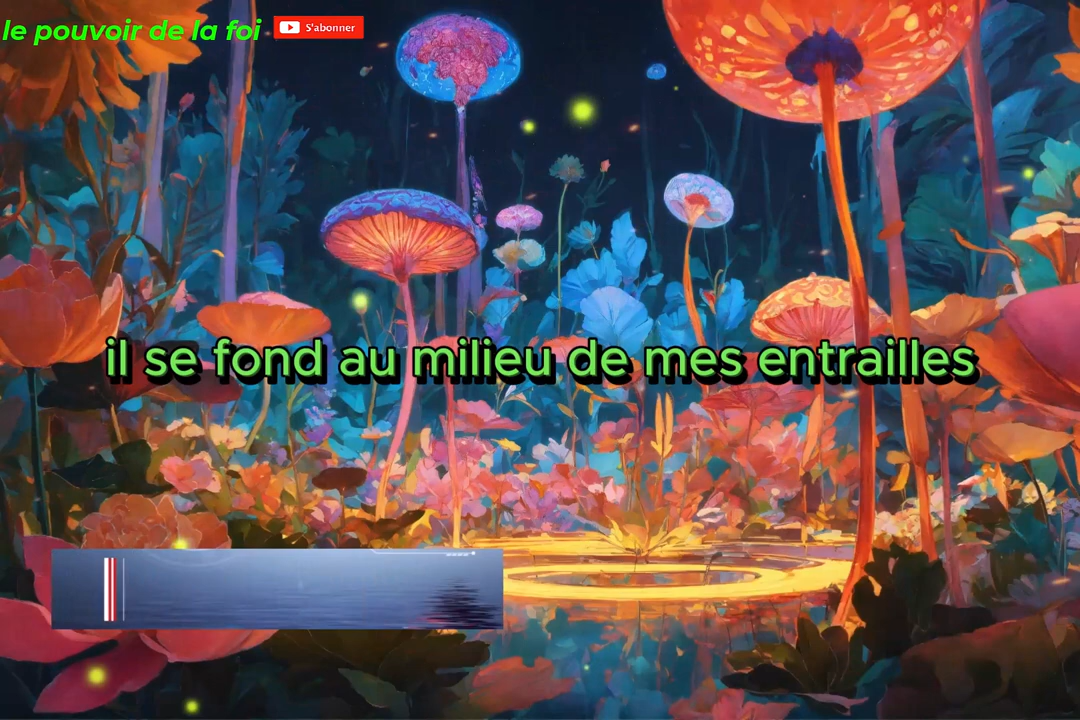 le pouvoir de la foi
S'abonner
il se fond au milieu de mes entrailles